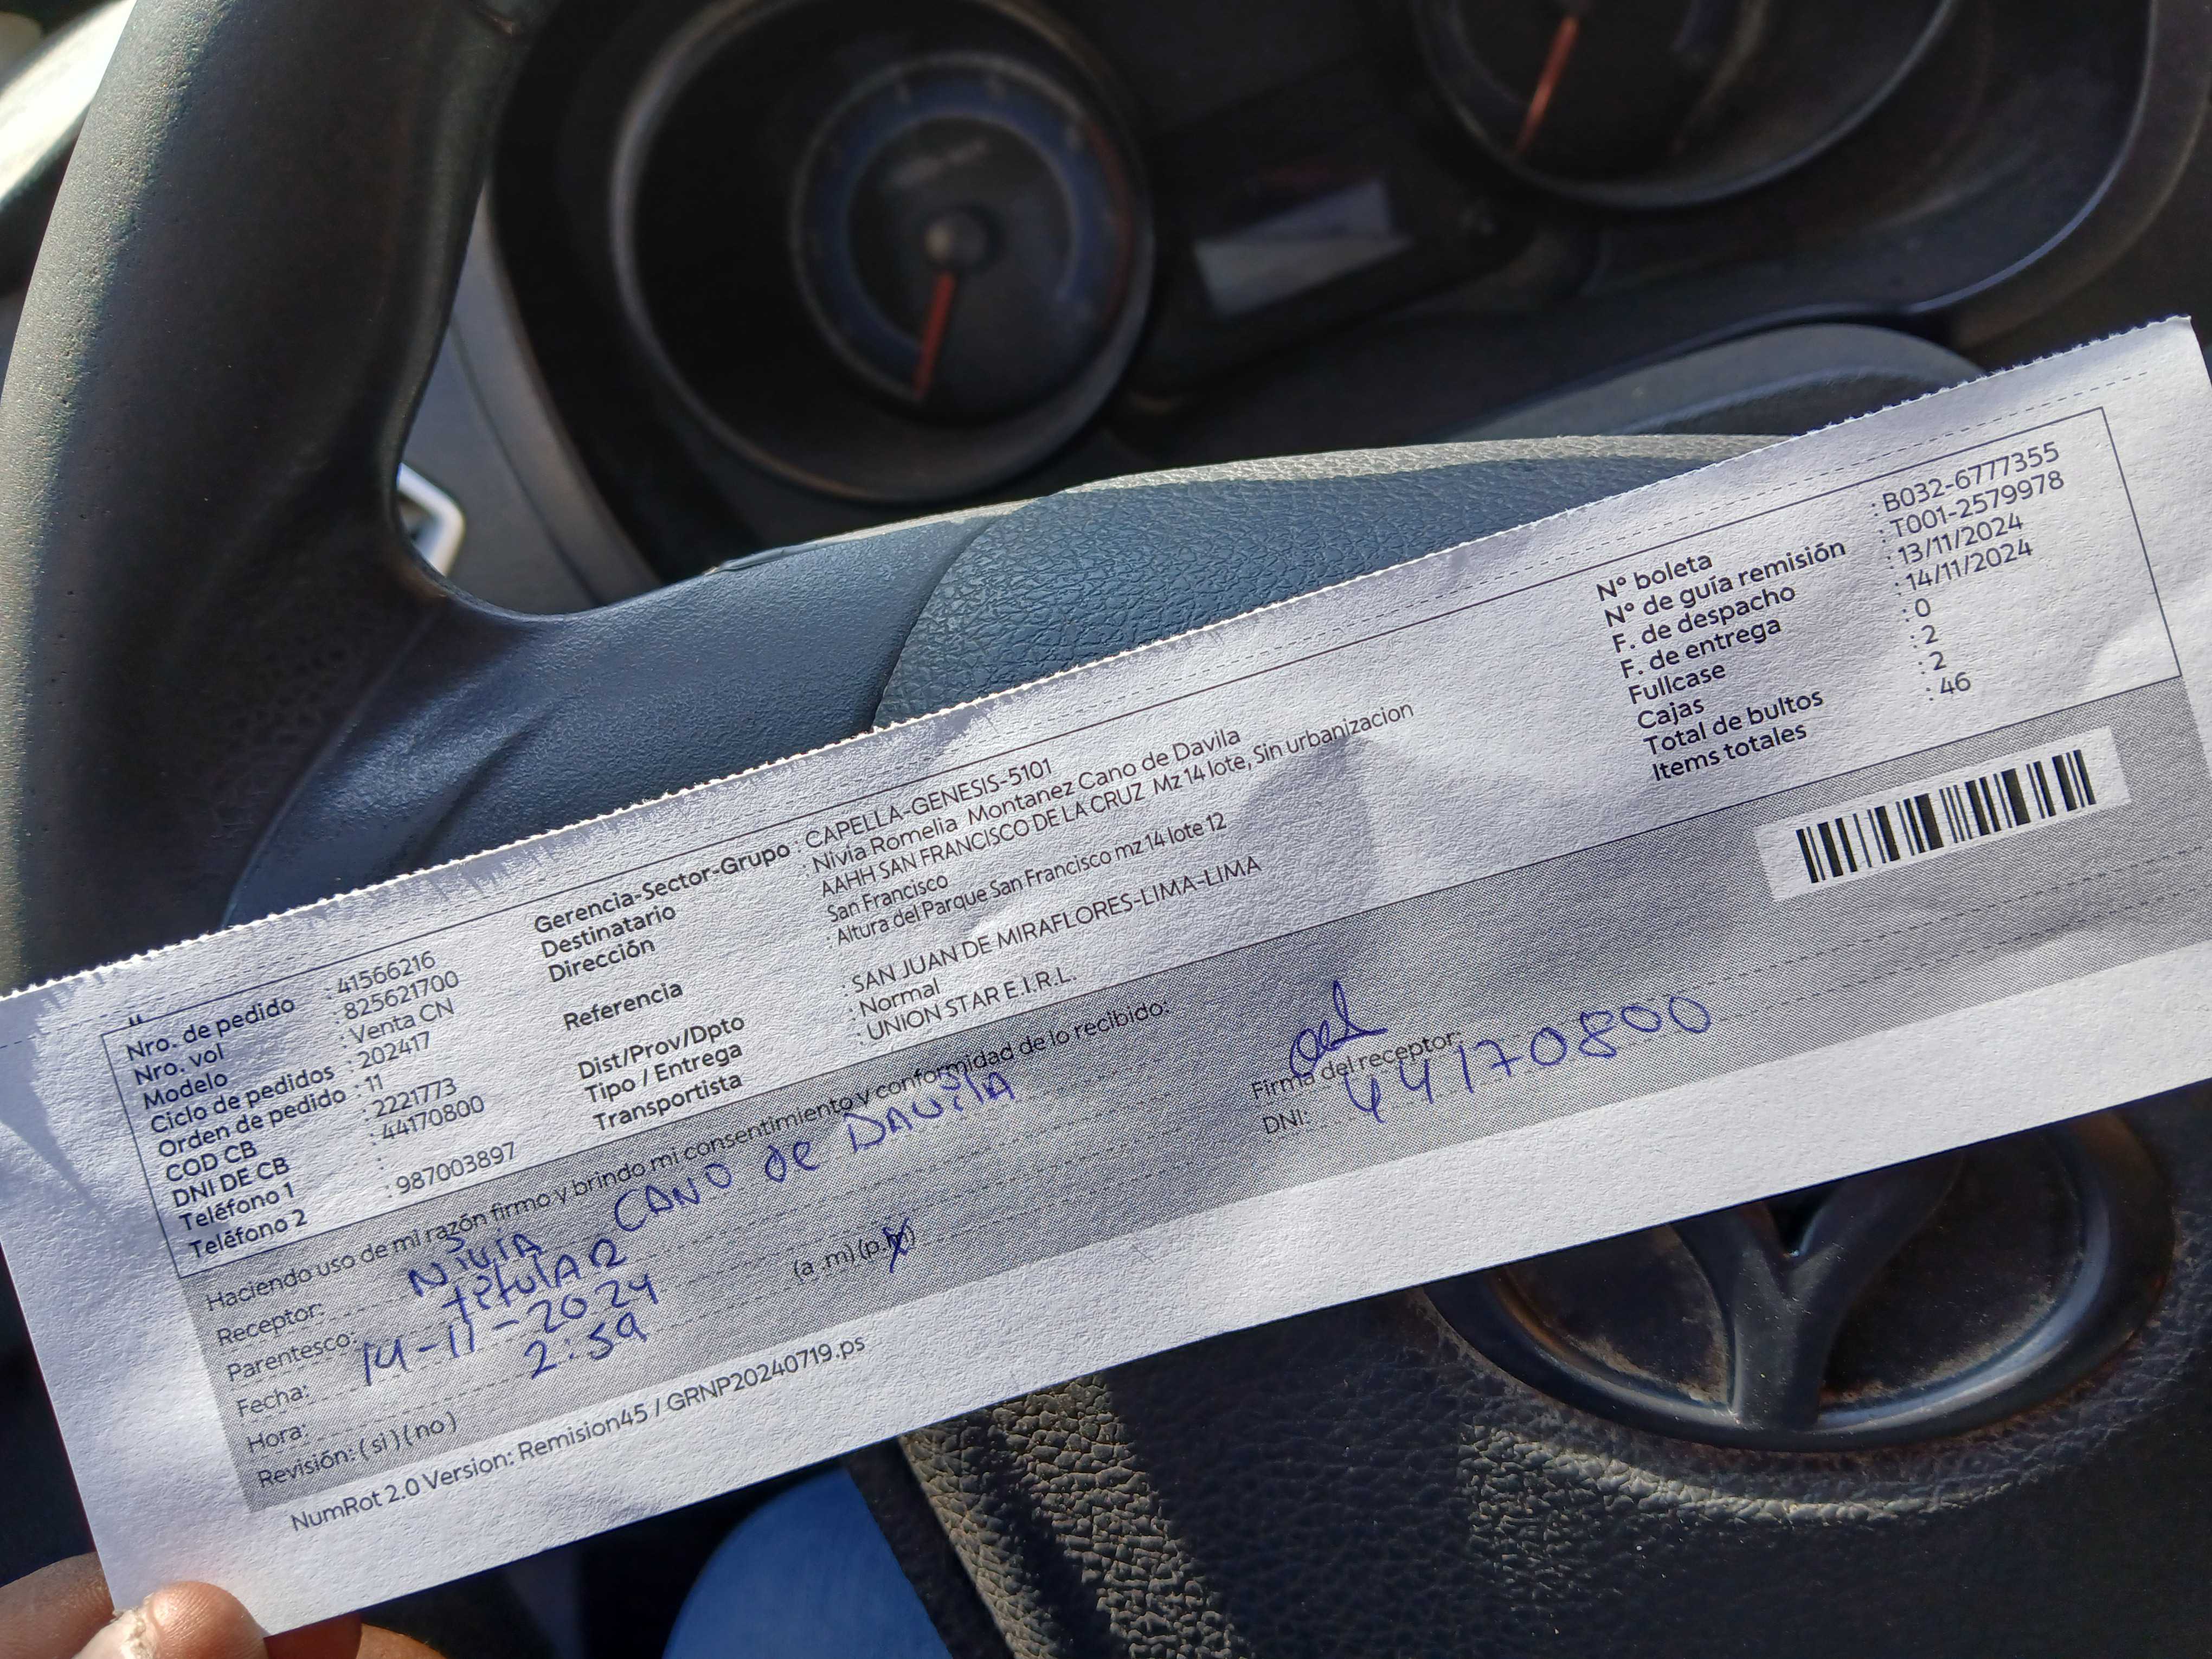 Nro. de pedido : 41566216
Nro. vol : 825621700
Modelo : Venta CN
Ciclo de pedidos : 202417
Orden de pedido : 11
COD CB : 2221773
DNI DE CB : 44170800
Teléfono 1 :
Teléfono 2 : 987003897
Gerencia-Sector-Grupo : CAPELLA-GENESIS-5101
Destinatario : Nivia Romelia Montanez Cano de Davila
Dirección : AAHH SAN FRANCISCO DE LA CRUZ Mz 14 lote, Sin urbanizacion
San Francisco
Referencia : Altura del Parque San Francisco mz 14 lote 12
Dist/Prov/Dpto : SAN JUAN DE MIRAFLORES-LIMA-LIMA
Tipo / Entrega : Normal
Transportista : UNION STAR E.I.R.L.
N° boleta : B032-6777355
N° de guía remisión : T001-2579978
F. de despacho : 13/11/2024
F. de entrega : 14/11/2024
Fullcase : 0
Cajas : 2
Total de bultos : 2
Items totales : 46
Haciendo uso de mi razón firmo y brindo mi consentimiento y conformidad de lo recibido:
Receptor: NiviA CANO de DAvilA
Parentesco: titulAR
Fecha: 14-11-2024
Hora: 2:59 (a .m) (p.m)
Revisión: ( si ) ( no )
Firma del receptor:
DNI: 44170800
NumRot 2.0 Version: Remision45 / GRNP20240719.ps